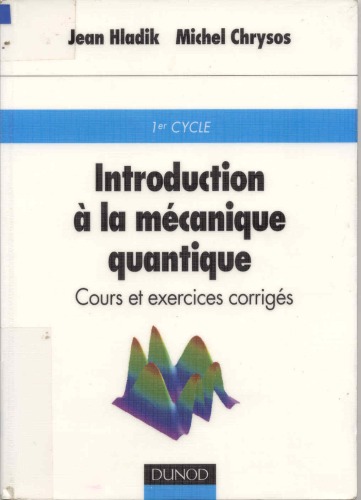 Jean Hladik Michel Chrysos
1er CYCLE
Introduction
à la mécanique
quantique
Cours et exercices corrigés
DUNOD